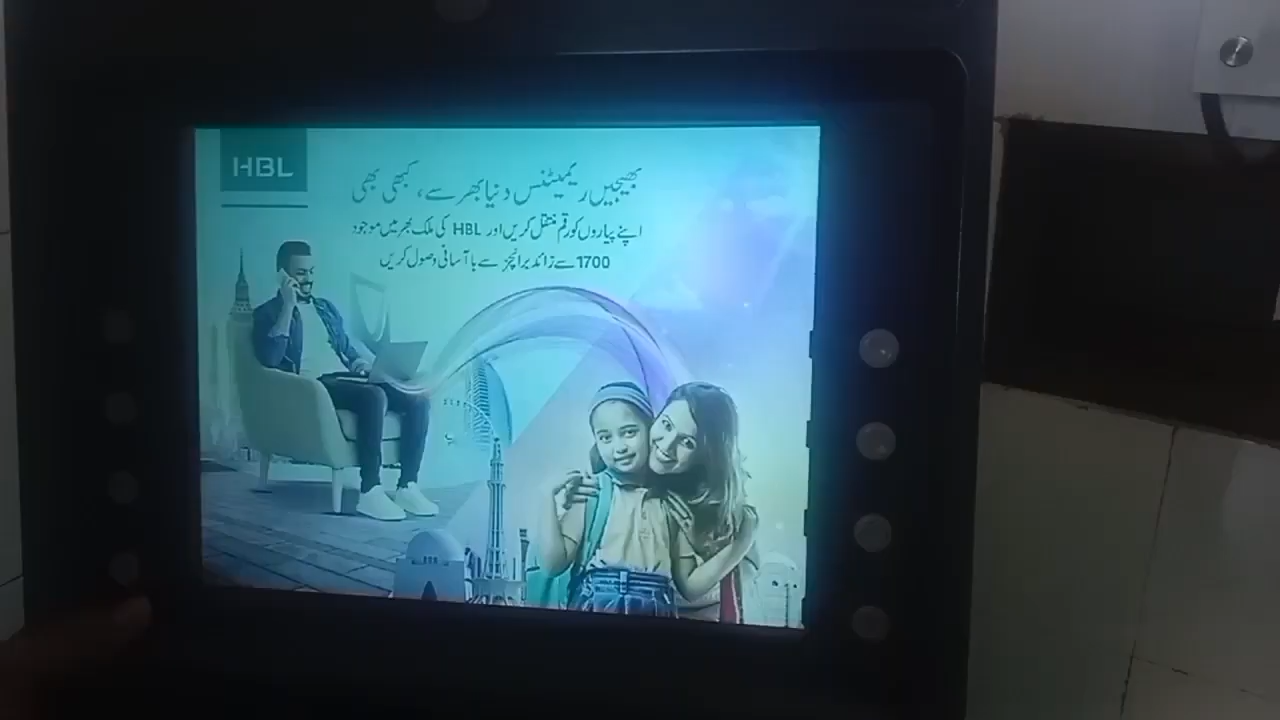 HBL
بھیجیں ریمیٹنس دنیا بھر سے، کبھی بھی
اپنے پیاروں کو رقم منتقل کریں اور HBL کی ملک بھر میں موجود
1700 سے زائد برانچز سے با آسانی وصول کریں